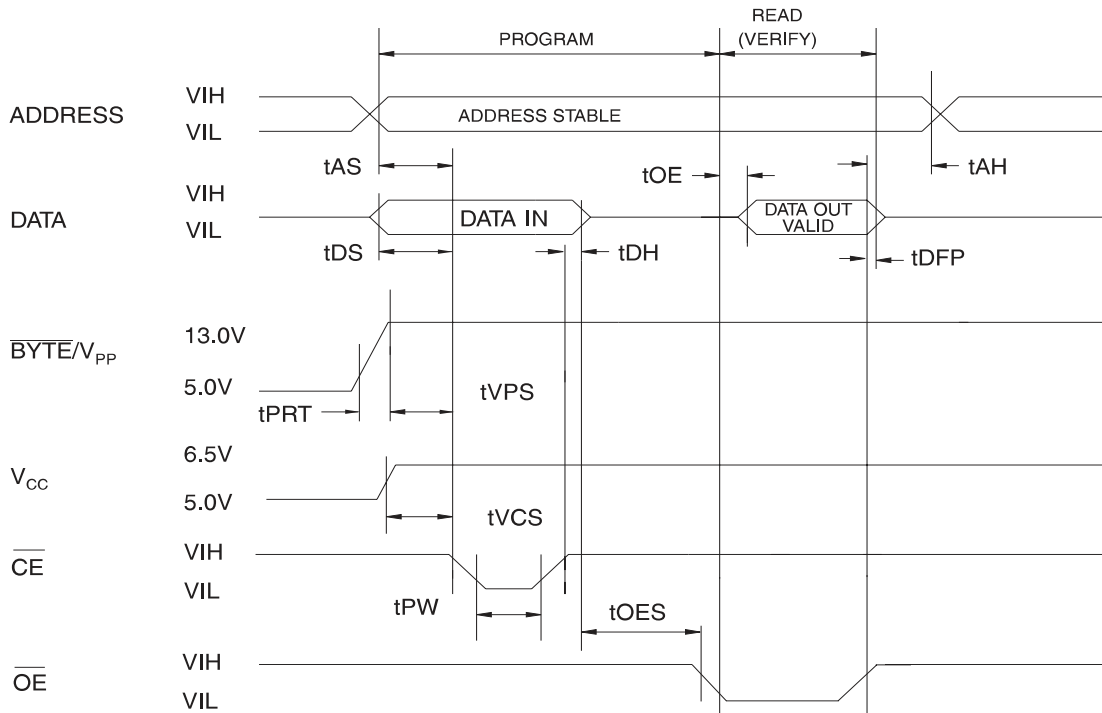 PROGRAM
READ
(VERIFY)
ADDRESS
VIH
VIL
ADDRESS STABLE
tAS
tOE
tAH
DATA
VIH
VIL
DATA IN
DATA OUT
VALID
tDS
tDH
tDFP
BYTE/VPP
13.0V
5.0V
tPRT
tVPS
VCC
6.5V
5.0V
tVCS
CE
VIH
VIL
tPW
tOES
OE
VIH
VIL